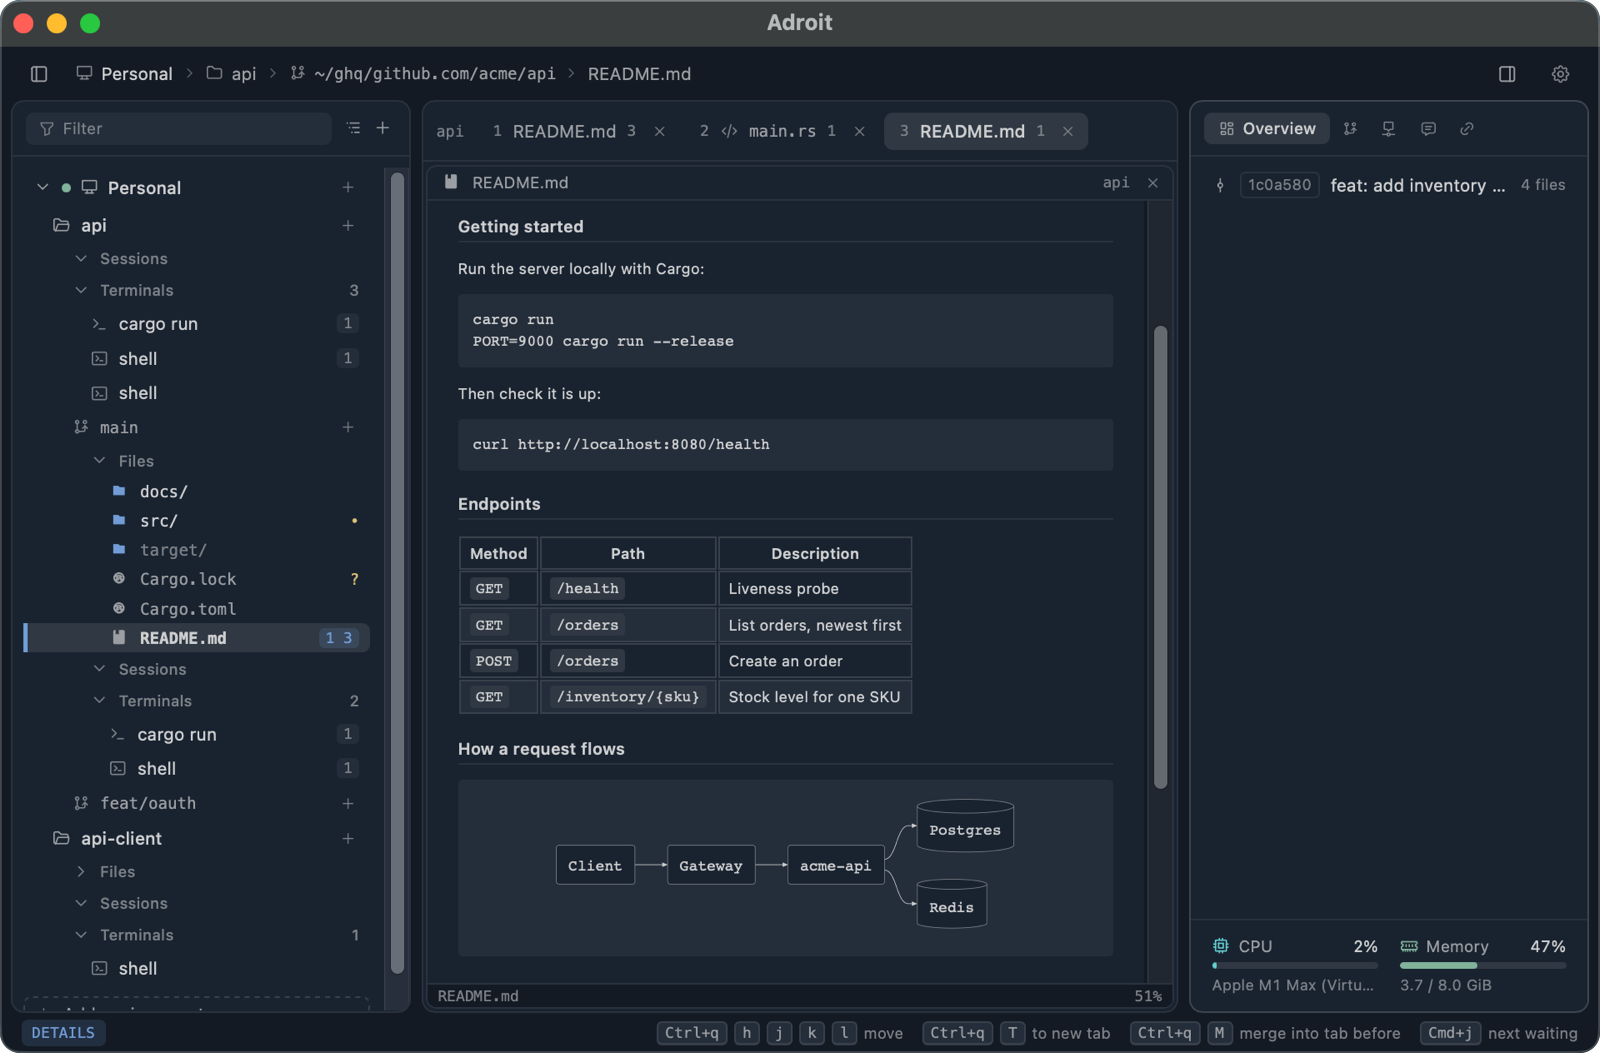 Adroit
Personal > api > ~/ghq/github.com/acme/api > README.md
Filter
Personal
api
Sessions
Terminals 3
cargo run 1
shell 1
shell
main
Files
docs/
src/
target/
Cargo.lock ?
Cargo.toml
README.md 1 3
Sessions
Terminals 2
cargo run 1
shell 1
feat/oauth
api-client
Files
Sessions
Terminals 1
shell
api 1 README.md 3 × 2 </> main.rs 1 × 3 README.md 1 ×
README.md api ×
Getting started
Run the server locally with Cargo:
cargo run
PORT=9000 cargo run --release
Then check it is up:
curl http://localhost:8080/health
Endpoints
Method Path Description
GET /health Liveness probe
GET /orders List orders, newest first
POST /orders Create an order
GET /inventory/{sku} Stock level for one SKU
How a request flows
Client
Gateway
acme-api
Postgres
Redis
README.md 51%
Overview
1c0a580 feat: add inventory ... 4 files
CPU 2% Memory 47%
Apple M1 Max (Virtu... 3.7 / 8.0 GiB
DETAILS Ctrl+q h j k l move Ctrl+q T to new tab Ctrl+q M merge into tab before Cmd+j next waiting